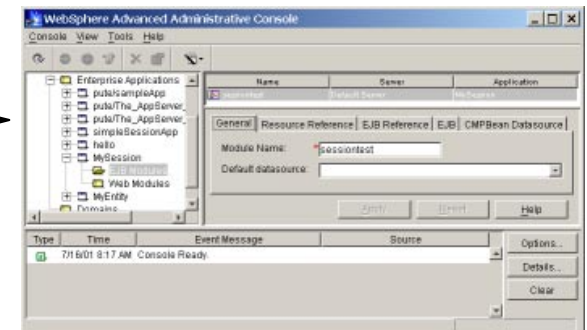 WebSphere Advanced Administrative Console
Console View Tools Help
Enterprise Applications
pute/sampleApp
pute/The_AppServer_
pute/The_AppServer_
simpleSessionApp
hello
MySession
EJB Modules
Web Modules
MyEntity
Domains
Name Server Application
sessiontest Default Server MySession
General Resource Reference EJB Reference EJB CMPBean Datasource
Module Name: *sessiontest
Default datasource:
Apply Reset Help
Type Time Event Message Source
7/16/01 8:17 AM Console Ready.
Options...
Details...
Clear